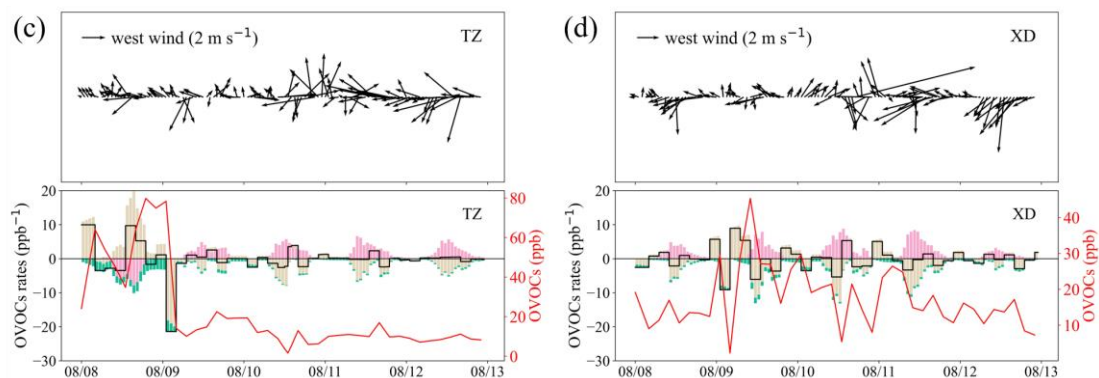 (c)
west wind (2 m s⁻¹)
TZ
20
10
0
−10
−20
−30
OVOCs rates (ppb⁻¹)
TZ
80
60
40
20
0
OVOCs (ppb)
08/08 08/09 08/10 08/11 08/12 08/13
(d)
west wind (2 m s⁻¹)
XD
20
10
0
−10
−20
−30
OVOCs rates (ppb⁻¹)
XD
40
30
20
10
OVOCs (ppb)
08/08 08/09 08/10 08/11 08/12 08/13